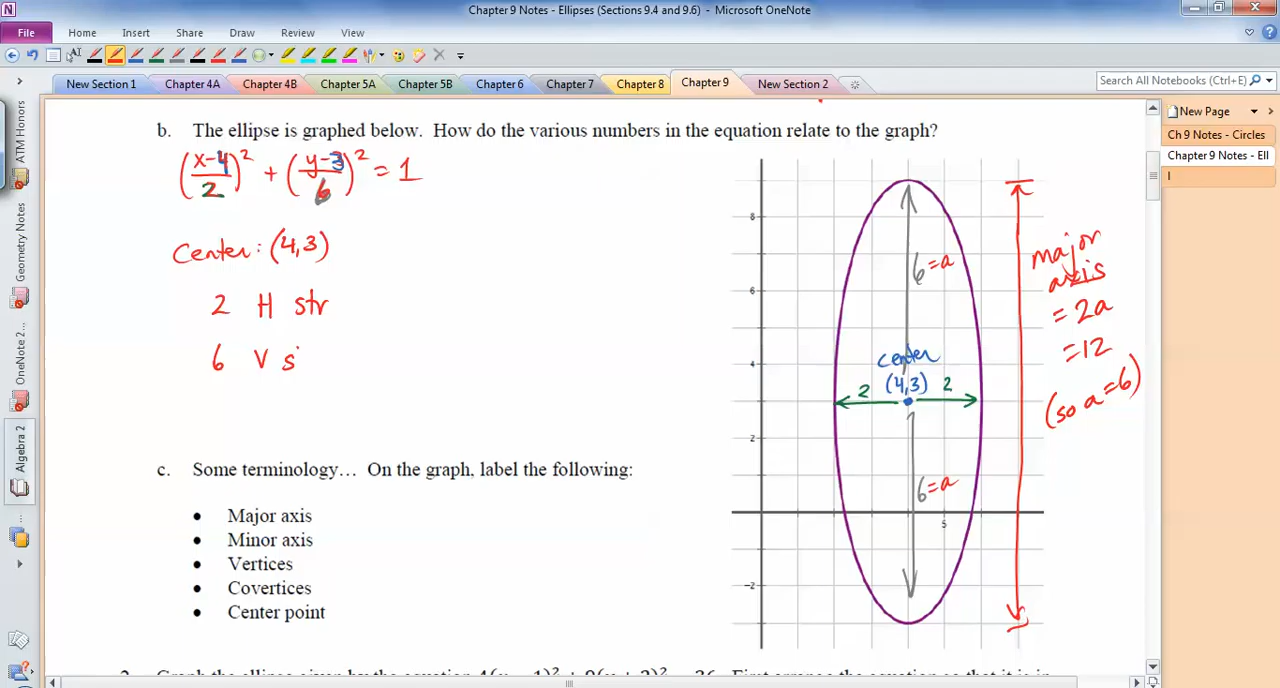 Chapter 9 Notes - Ellipses (Sections 9.4 and 9.6) - Microsoft OneNote
File Home Insert Share Draw Review View
New Section 1 Chapter 4A Chapter 4B Chapter 5A Chapter 5B Chapter 6 Chapter 7 Chapter 8 Chapter 9 New Section 2 Search All Notebooks (Ctrl+E)
ATM Honors
Geometry Notes
OneNote 2...
Algebra 2
New Page
Ch 9 Notes - Circles
Chapter 9 Notes - Ell
I
b. The ellipse is graphed below. How do the various numbers in the equation relate to the graph?
((x-4)/2)² + ((y-3)/6)² = 1
Center: (4,3)
2 H str
6 V s
8
6
4
2
-2
5
6=a
center
(4,3)
2
2
6=a
major
axis
= 2a
=12
(so a=6)
c. Some terminology… On the graph, label the following:
• Major axis
• Minor axis
• Vertices
• Covertices
• Center point